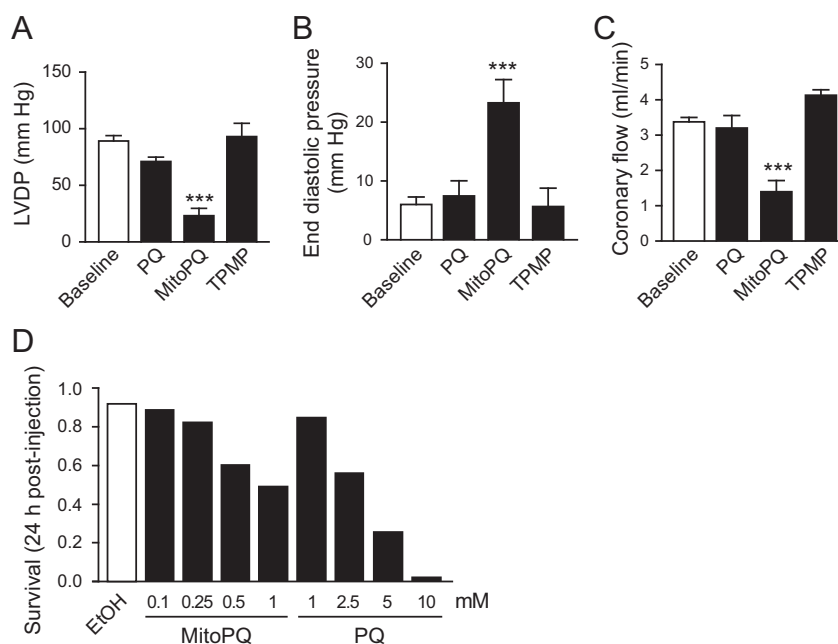 A
LVDP (mm Hg)
150
100
50
0
Baseline
PQ
MitoPQ
TPMP
***
B
End diastolic pressure
(mm Hg)
30
20
10
0
Baseline
PQ
MitoPQ
TPMP
***
C
Coronary flow (ml/min)
5
4
3
2
1
0
Baseline
PQ
MitoPQ
TPMP
***
D
Survival (24 h post-injection)
1.0
0.8
0.6
0.4
0.2
0.0
EtOH
0.1 0.25 0.5 1 1 2.5 5 10 mM
MitoPQ PQ